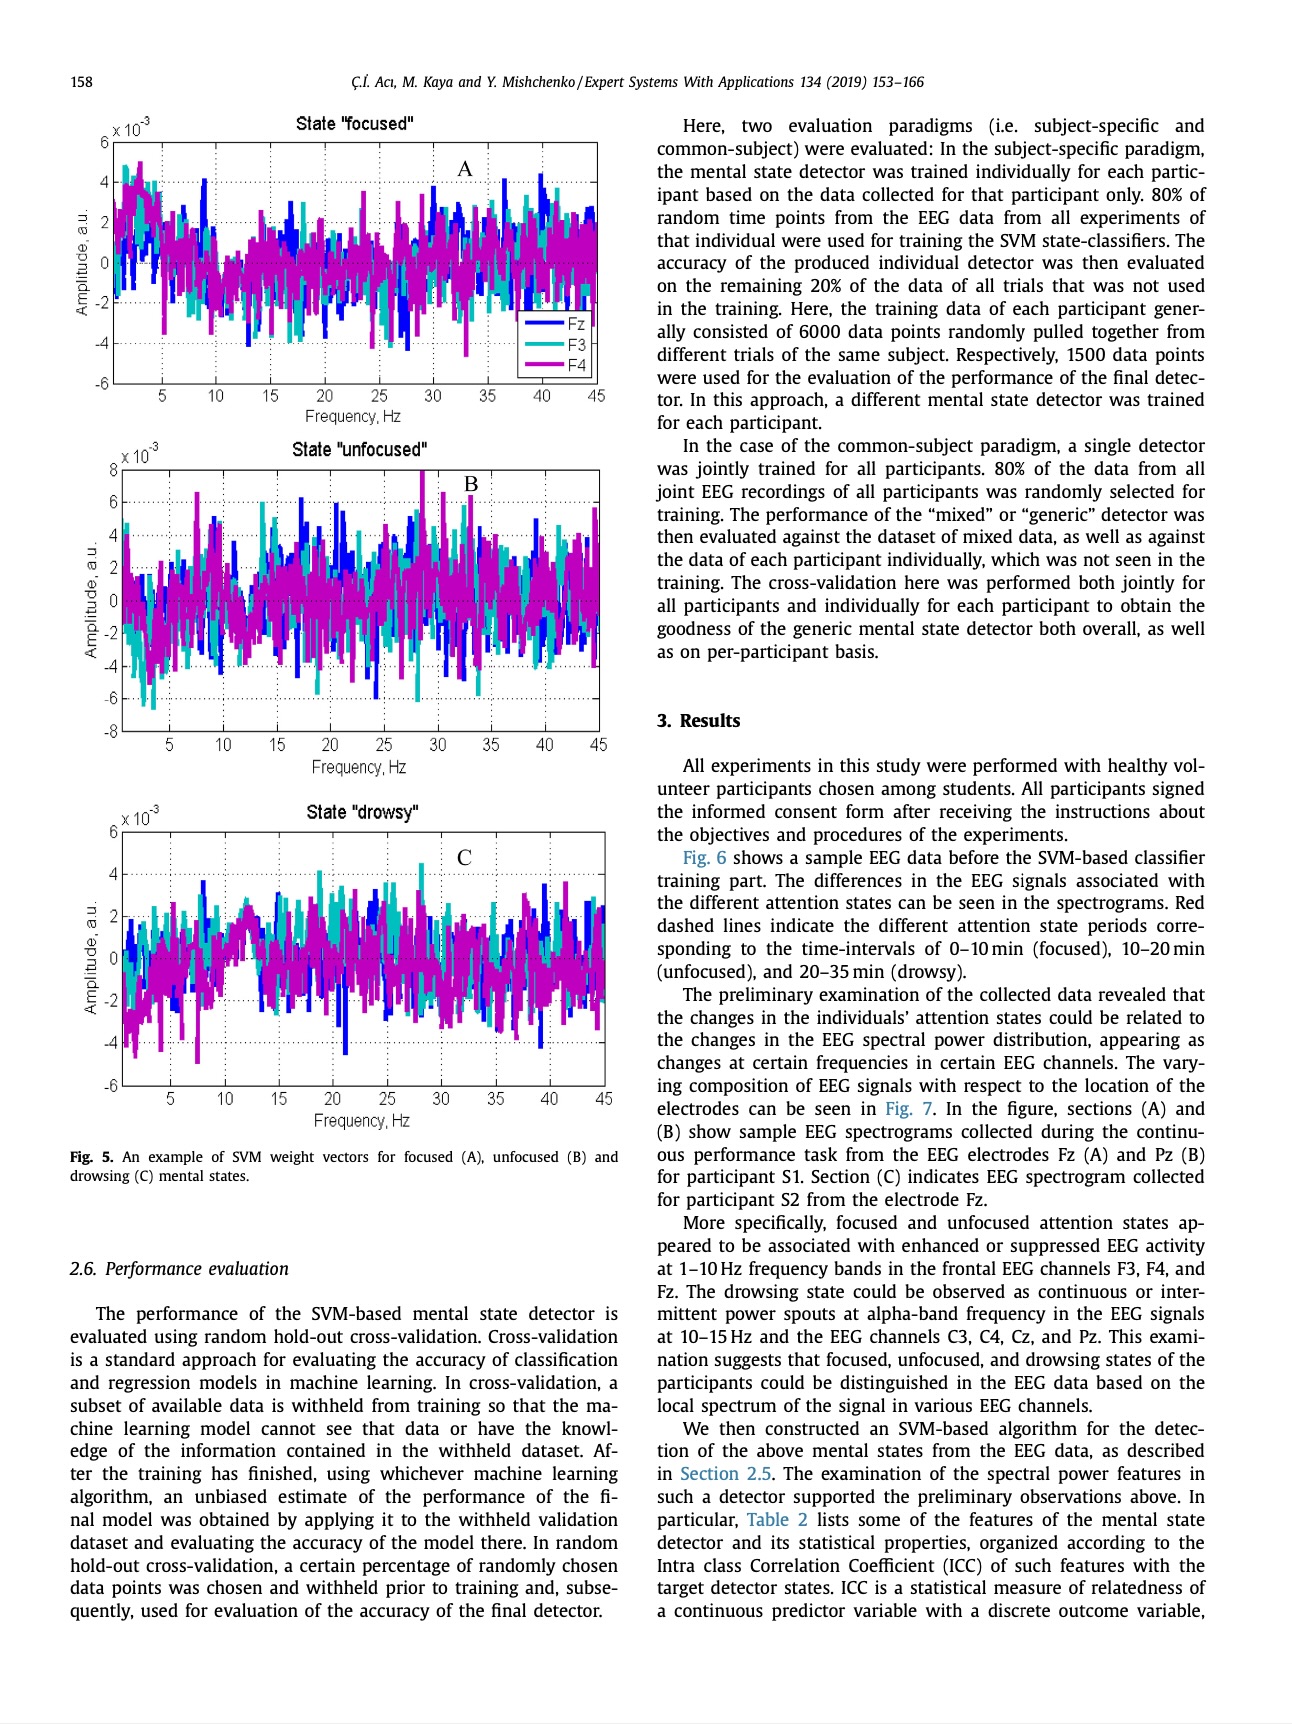 158
Ç.İ. Acı, M. Kaya and Y. Mishchenko / Expert Systems With Applications 134 (2019) 153–166
State "focused"
x 10⁻³
6
4
2
0
-2
-4
-6
Amplitude, a.u.
A
Fz
F3
F4
5 10 15 20 25 30 35 40 45
Frequency, Hz
State "unfocused"
x 10⁻³
8
6
4
2
0
-2
-4
-6
-8
Amplitude, a.u.
B
5 10 15 20 25 30 35 40 45
Frequency, Hz
State "drowsy"
x 10⁻³
6
4
2
0
-2
-4
-6
Amplitude, a.u.
C
5 10 15 20 25 30 35 40 45
Frequency, Hz
Fig. 5. An example of SVM weight vectors for focused (A), unfocused (B) and
drowsing (C) mental states.
2.6. Performance evaluation
The performance of the SVM-based mental state detector is
evaluated using random hold-out cross-validation. Cross-validation
is a standard approach for evaluating the accuracy of classification
and regression models in machine learning. In cross-validation, a
subset of available data is withheld from training so that the ma-
chine learning model cannot see that data or have the knowl-
edge of the information contained in the withheld dataset. Af-
ter the training has finished, using whichever machine learning
algorithm, an unbiased estimate of the performance of the fi-
nal model was obtained by applying it to the withheld validation
dataset and evaluating the accuracy of the model there. In random
hold-out cross-validation, a certain percentage of randomly chosen
data points was chosen and withheld prior to training and, subse-
quently, used for evaluation of the accuracy of the final detector.
Here, two evaluation paradigms (i.e. subject-specific and
common-subject) were evaluated: In the subject-specific paradigm,
the mental state detector was trained individually for each partic-
ipant based on the data collected for that participant only. 80% of
random time points from the EEG data from all experiments of
that individual were used for training the SVM state-classifiers. The
accuracy of the produced individual detector was then evaluated
on the remaining 20% of the data of all trials that was not used
in the training. Here, the training data of each participant gener-
ally consisted of 6000 data points randomly pulled together from
different trials of the same subject. Respectively, 1500 data points
were used for the evaluation of the performance of the final detec-
tor. In this approach, a different mental state detector was trained
for each participant.
In the case of the common-subject paradigm, a single detector
was jointly trained for all participants. 80% of the data from all
joint EEG recordings of all participants was randomly selected for
training. The performance of the “mixed” or “generic” detector was
then evaluated against the dataset of mixed data, as well as against
the data of each participant individually, which was not seen in the
training. The cross-validation here was performed both jointly for
all participants and individually for each participant to obtain the
goodness of the generic mental state detector both overall, as well
as on per-participant basis.
3. Results
All experiments in this study were performed with healthy vol-
unteer participants chosen among students. All participants signed
the informed consent form after receiving the instructions about
the objectives and procedures of the experiments.
Fig. 6 shows a sample EEG data before the SVM-based classifier
training part. The differences in the EEG signals associated with
the different attention states can be seen in the spectrograms. Red
dashed lines indicate the different attention state periods corre-
sponding to the time-intervals of 0–10 min (focused), 10–20 min
(unfocused), and 20–35 min (drowsy).
The preliminary examination of the collected data revealed that
the changes in the individuals’ attention states could be related to
the changes in the EEG spectral power distribution, appearing as
changes at certain frequencies in certain EEG channels. The vary-
ing composition of EEG signals with respect to the location of the
electrodes can be seen in Fig. 7. In the figure, sections (A) and
(B) show sample EEG spectrograms collected during the continu-
ous performance task from the EEG electrodes Fz (A) and Pz (B)
for participant S1. Section (C) indicates EEG spectrogram collected
for participant S2 from the electrode Fz.
More specifically, focused and unfocused attention states ap-
peared to be associated with enhanced or suppressed EEG activity
at 1–10 Hz frequency bands in the frontal EEG channels F3, F4, and
Fz. The drowsing state could be observed as continuous or inter-
mittent power spouts at alpha-band frequency in the EEG signals
at 10–15 Hz and the EEG channels C3, C4, Cz, and Pz. This exami-
nation suggests that focused, unfocused, and drowsing states of the
participants could be distinguished in the EEG data based on the
local spectrum of the signal in various EEG channels.
We then constructed an SVM-based algorithm for the detec-
tion of the above mental states from the EEG data, as described
in Section 2.5. The examination of the spectral power features in
such a detector supported the preliminary observations above. In
particular, Table 2 lists some of the features of the mental state
detector and its statistical properties, organized according to the
Intra class Correlation Coefficient (ICC) of such features with the
target detector states. ICC is a statistical measure of relatedness of
a continuous predictor variable with a discrete outcome variable,